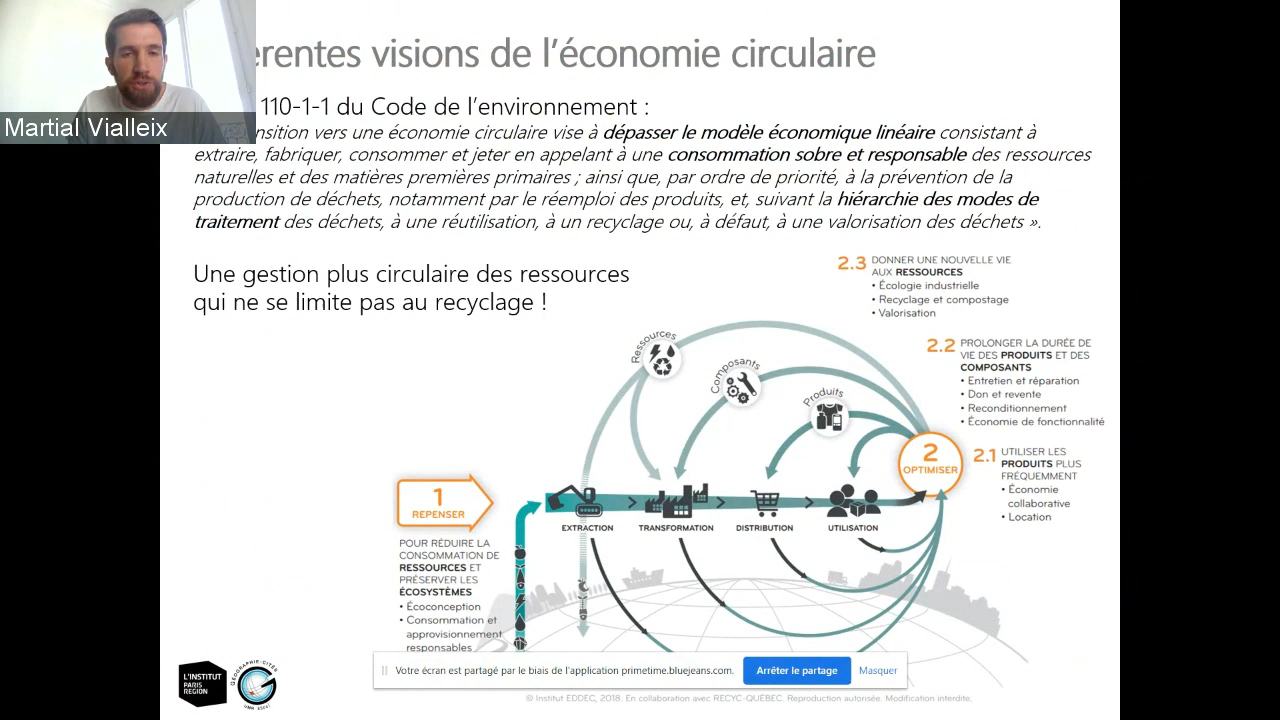 érentes visions de l'économie circulaire
110-1-1 du Code de l'environnement :
Martial Vialleix
nsition vers une économie circulaire vise à dépasser le modèle économique linéaire consistant à
extraire, fabriquer, consommer et jeter en appelant à une consommation sobre et responsable des ressources
naturelles et des matières premières primaires ; ainsi que, par ordre de priorité, à la prévention de la
production de déchets, notamment par le réemploi des produits, et, suivant la hiérarchie des modes de
traitement des déchets, à une réutilisation, à un recyclage ou, à défaut, à une valorisation des déchets ».
Une gestion plus circulaire des ressources
qui ne se limite pas au recyclage !
2.3 DONNER UNE NOUVELLE VIE
AUX RESSOURCES
• Écologie industrielle
• Recyclage et compostage
• Valorisation
Ressources
Composants
Produits
2.2 PROLONGER LA DURÉE DE
VIE DES PRODUITS ET DES
COMPOSANTS
• Entretien et réparation
• Don et revente
• Reconditionnement
• Économie de fonctionnalité
2
OPTIMISER
2.1 UTILISER LES
PRODUITS PLUS
FRÉQUEMMENT
• Économie
collaborative
• Location
1
REPENSER
EXTRACTION
TRANSFORMATION
DISTRIBUTION
UTILISATION
POUR RÉDUIRE LA
CONSOMMATION DE
RESSOURCES ET
PRÉSERVER LES
ÉCOSYSTÈMES
• Écoconception
• Consommation et
approvisionnement
responsables
Votre écran est partagé par le biais de l'application primetime.bluejeans.com.
Arrêter le partage
Masquer
L'INSTITUT
PARIS
REGION
GÉOGRAPHIE-CITÉS
UMR 8504
© Institut EDDEC, 2018. En collaboration avec RECYC-QUÉBEC. Reproduction autorisée. Modification interdite.